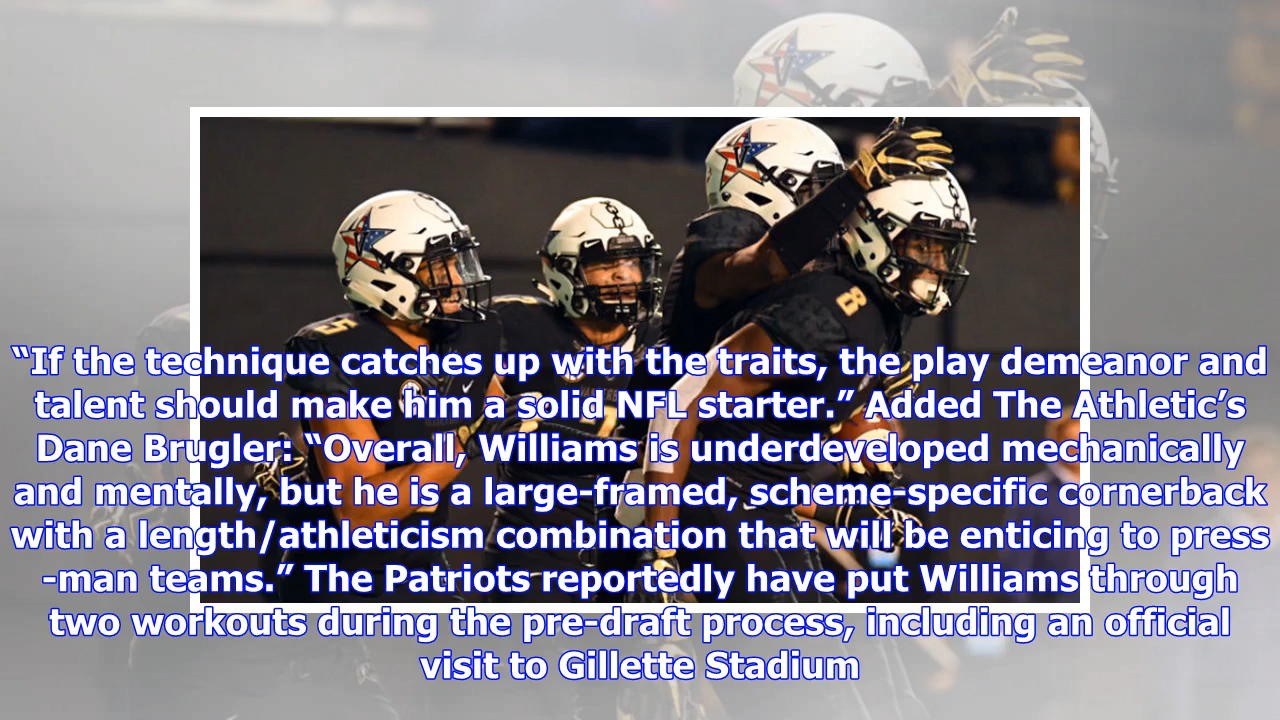 “If the technique catches up with the traits, the play demeanor and
talent should make him a solid NFL starter.” Added The Athletic’s
Dane Brugler: “Overall, Williams is underdeveloped mechanically
and mentally, but he is a large-framed, scheme-specific cornerback
with a length/athleticism combination that will be enticing to press
-man teams.” The Patriots reportedly have put Williams through
two workouts during the pre-draft process, including an official
visit to Gillette Stadium
5
8